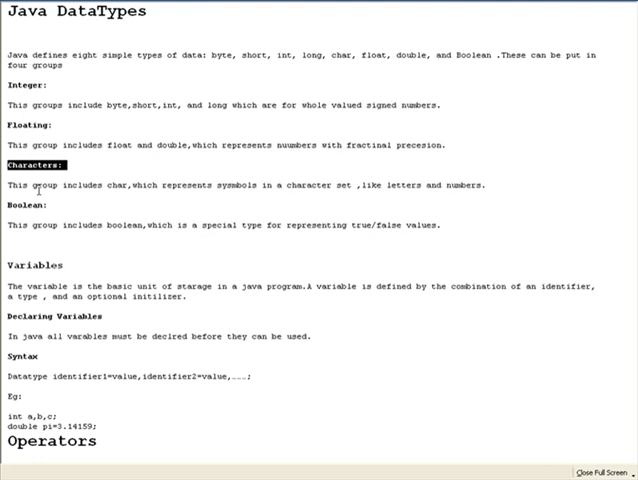 Java DataTypes
Java defines eight simple types of data: byte, short, int, long, char, float, double, and Boolean .These can be put in
four groups
Integer:
This groups include byte,short,int, and long which are for whole valued signed numbers.
Floating:
This group includes float and double,which represents nuumbers with fractinal precesion.
Characters:
This group includes char,which represents sysmbols in a character set ,like letters and numbers.
Boolean:
This group includes boolean,which is a special type for representing true/false values.
Variables
The variable is the basic unit of starage in a java program.A variable is defined by the combination of an identifier,
a type , and an optional initilizer.
Declaring Variables
In java all varables must be declred before they can be used.
Syntax
Datatype identifier1=value,identifier2=value,……;
Eg:
int a,b,c;
double pi=3.14159;
Operators
Close Full Screen